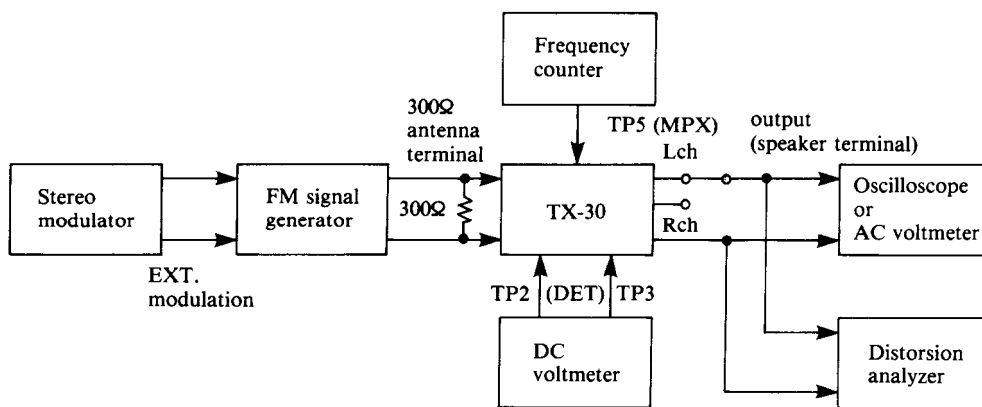 Frequency
counter
300Ω
antenna
terminal
TP5 (MPX)
output
(speaker terminal)
Lch
Stereo
modulator
FM signal
generator
300Ω
TX-30
Rch
Oscilloscope
or
AC voltmeter
EXT.
modulation
TP2 (DET) TP3
DC
voltmeter
Distorsion
analyzer